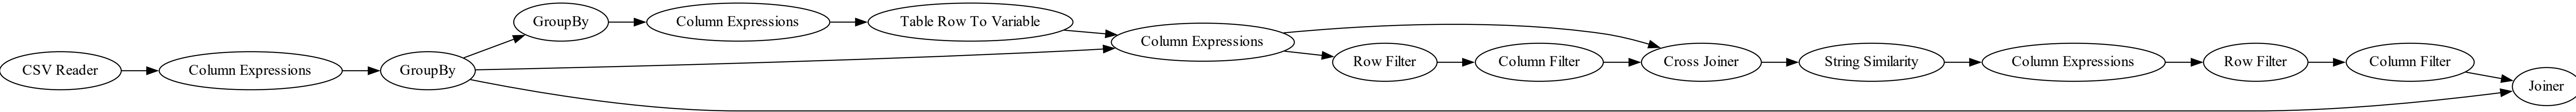 CSV Reader
Column Expressions
GroupBy
GroupBy
Column Expressions
Table Row To Variable
Column Expressions
Row Filter
Column Filter
Cross Joiner
String Similarity
Column Expressions
Row Filter
Column Filter
Joiner